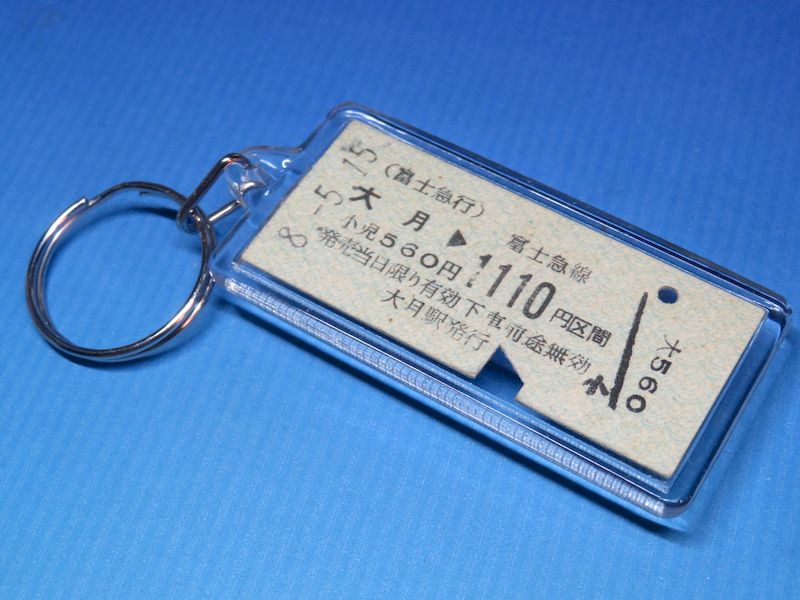 8.-5.15
(富士急行)
大月▶富士急線
1110円区間
小児560円
発売当日限り有効下車前途無効
大月駅発行
小
大560